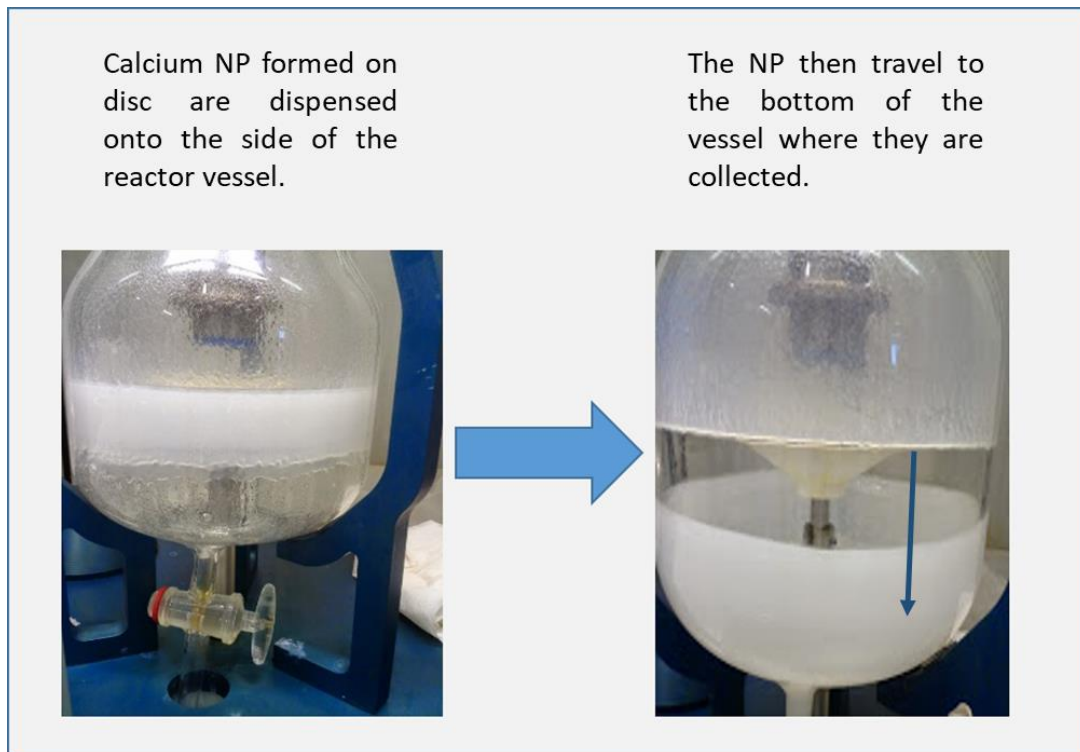 Calcium NP formed on
disc are dispensed
onto the side of the
reactor vessel.
The NP then travel to
the bottom of the
vessel where they are
collected.